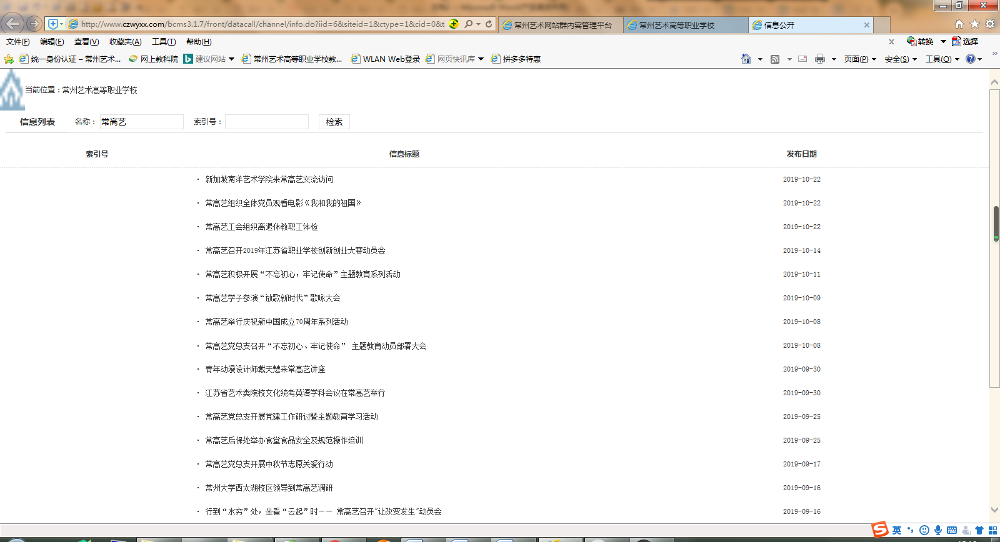 http://www.czwyxx.com/bcms3.1.7/front/datacall/channel/info.do?iid=6&siteid=1&ctype=1&cid=0&t
常州艺术网站群内容管理平台
常州艺术高等职业学校
信息公开
文件(F) 编辑(E) 查看(V) 收藏夹(A) 工具(T) 帮助(H)
转换 选择
统一身份认证 – 常州艺术... 网上教科院 建议网站 常州艺术高等职业学校教... WLAN Web登录 网页快讯库 拼多多特惠
页面(P) 安全(S) 工具(O)
当前位置：常州艺术高等职业学校
信息列表 名称： 常高艺 索引号： 检索
索引号 信息标题 发布日期
· 新加坡南洋艺术学院来常高艺交流访问 2019-10-22
· 常高艺组织全体党员观看电影《我和我的祖国》 2019-10-22
· 常高艺工会组织离退休教职工体检 2019-10-22
· 常高艺召开2019年江苏省职业学校创新创业大赛动员会 2019-10-14
· 常高艺积极开展“不忘初心，牢记使命”主题教育系列活动 2019-10-11
· 常高艺学子参演“放歌新时代”歌咏大会 2019-10-09
· 常高艺举行庆祝新中国成立70周年系列活动 2019-10-08
· 常高艺党总支召开“不忘初心、牢记使命” 主题教育动员部署大会 2019-10-08
· 青年动漫设计师戴天慧来常高艺讲座 2019-09-30
· 江苏省艺术类院校文化统考英语学科会议在常高艺举行 2019-09-30
· 常高艺党总支开展党建工作研讨暨主题教育学习活动 2019-09-25
· 常高艺后保处举办食堂食品安全及规范操作培训 2019-09-25
· 常高艺党总支开展中秋节志愿关爱行动 2019-09-17
· 常州大学西太湖校区领导到常高艺调研 2019-09-16
· 行到“水穷”处，坐看“云起”时—— 常高艺召开"让改变发生"动员会 2019-09-16
英